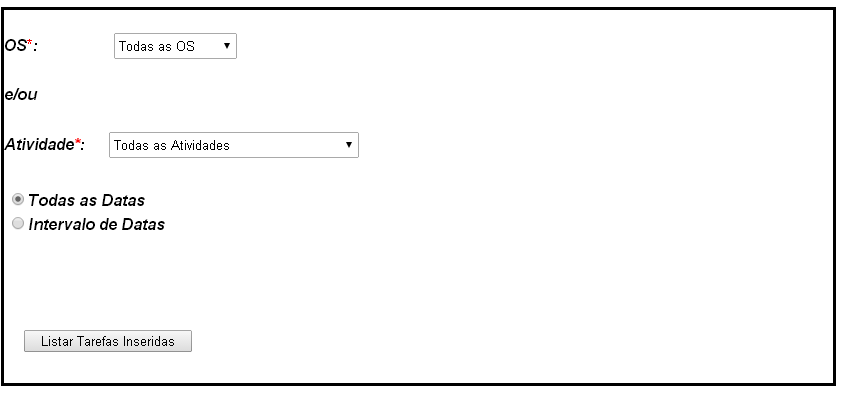 OS*: Todas as OS
e/ou
Atividade*: Todas as Atividades
Todas as Datas
Intervalo de Datas
Listar Tarefas Inseridas